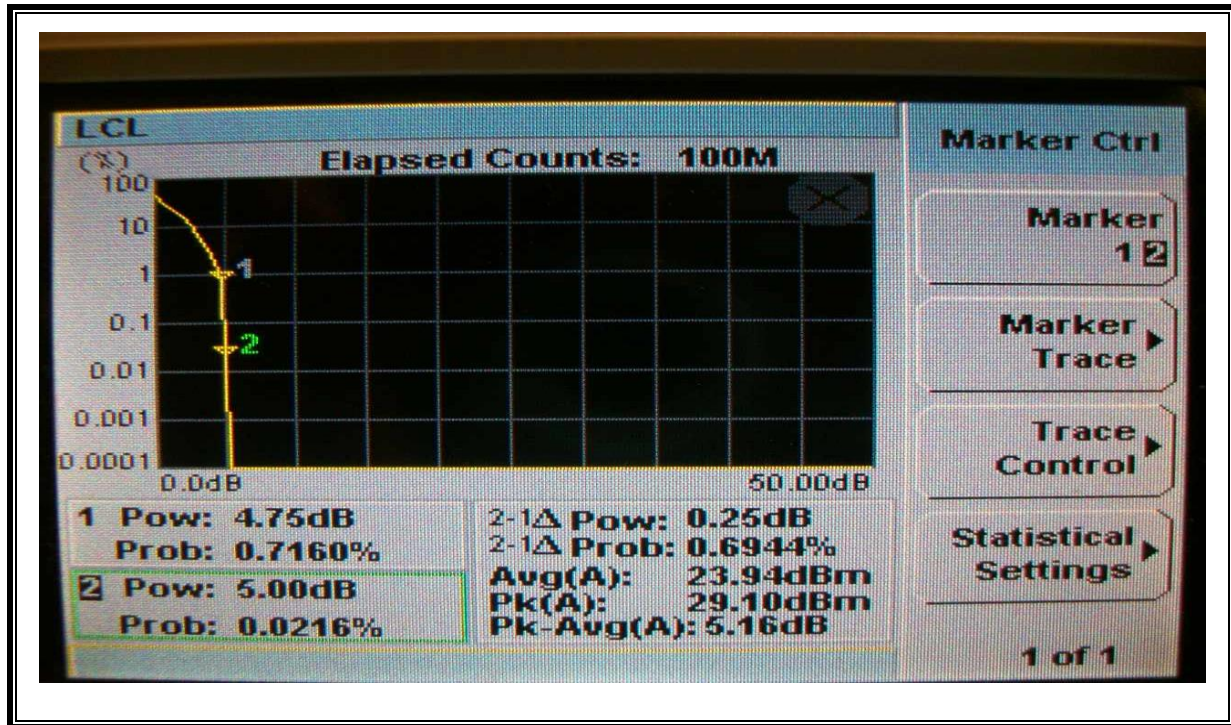 LCL
(%)
Elapsed Counts: 100M
100
10
1
0.1
0.01
0.001
0.0001
1
2
0.0dB
50.00dB
1 Pow: 4.75dB
Prob: 0.7160%
2 Pow: 5.00dB
Prob: 0.0216%
2-1Δ Pow: 0.25dB
2-1Δ Prob: 0.6944%
Avg(A): 23.94dBm
Pk(A): 29.10dBm
Pk-Avg(A): 5.16dB
Marker Ctrl
Marker
1 2
Marker
Trace
Trace
Control
Statistical
Settings
1 of 1